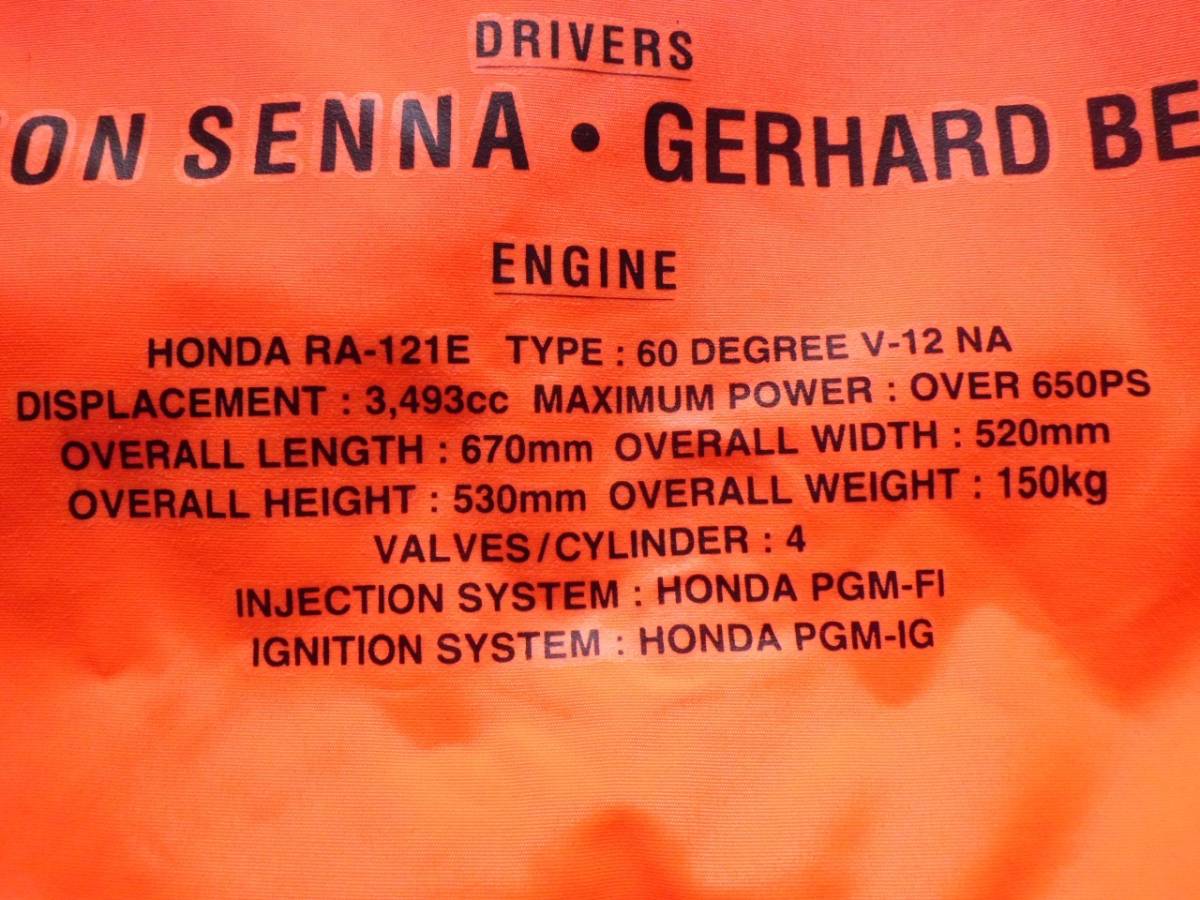 DRIVERS
ON SENNA • GERHARD BE
ENGINE
HONDA RA-121E TYPE : 60 DEGREE V-12 NA
DISPLACEMENT : 3,493cc MAXIMUM POWER : OVER 650PS
OVERALL LENGTH : 670mm OVERALL WIDTH : 520mm
OVERALL HEIGHT : 530mm OVERALL WEIGHT : 150kg
VALVES/CYLINDER : 4
INJECTION SYSTEM : HONDA PGM-FI
IGNITION SYSTEM : HONDA PGM-IG